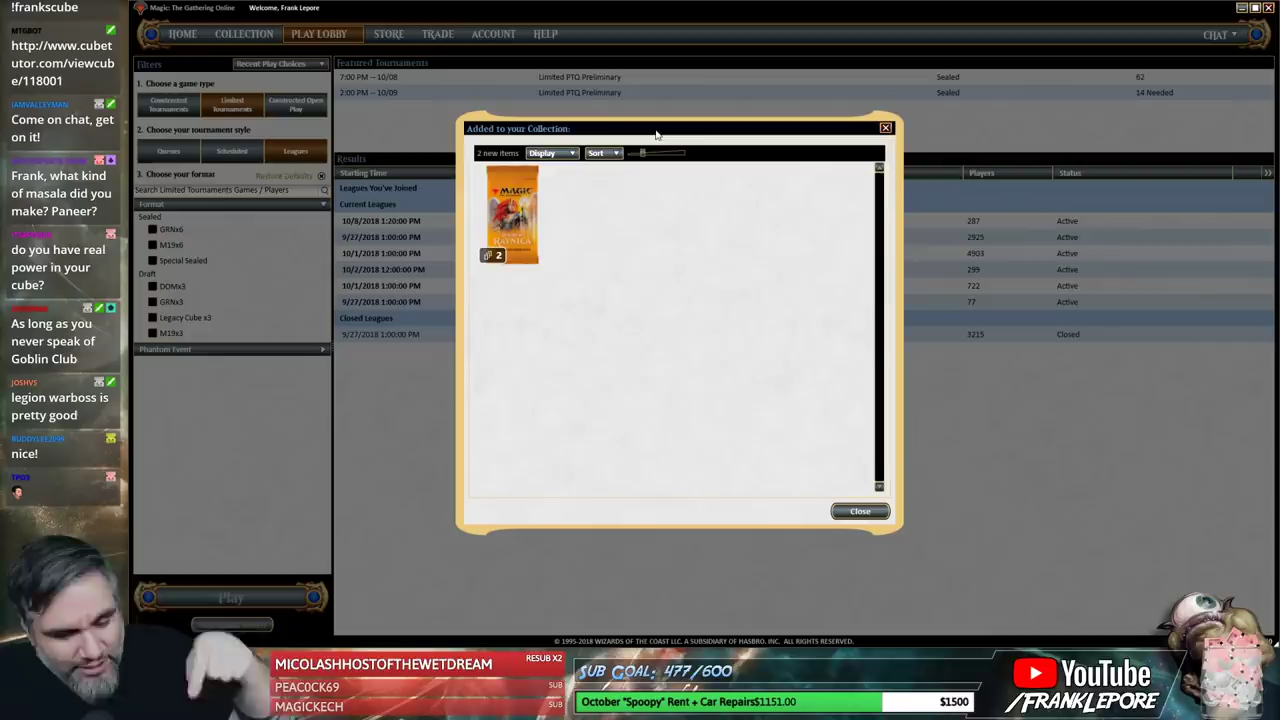 !frankscube
MTGBOT
http://www.cubet
utor.com/viewcub
e/118001
IAMVALLEYMAN
Come on chat, get
on it!
Frank, what kind
of masala did you
make? Paneer?
do you have real
power in your
cube?
As long as you
never speak of
Goblin Club
JOSHVS
legion warboss is
pretty good
BUDDYLEE2099
nice!
TPD3
Magic: The Gathering Online
Welcome, Frank Lepore
HOME COLLECTION PLAY LOBBY STORE TRADE ACCOUNT HELP
CHAT
Filters
Recent Play Choices
1. Choose a game type
Constructed Tournaments
Limited Tournaments
Constructed Open Play
2. Choose your tournament style
Queues Scheduled Leagues
3. Choose your format
Restore Defaults
Search Limited Tournaments Games / Players
Format
Sealed
GRNx6
M19x6
Special Sealed
Draft
DOMx3
GRNx3
Legacy Cube x3
M19x3
Phantom Event
Play
Featured Tournaments
7:00 PM -- 10/08 Limited PTQ Preliminary Sealed 62
2:00 PM -- 10/09 Limited PTQ Preliminary Sealed 14 Needed
Results
Starting Time Players Status
Leagues You've Joined
Current Leagues
10/8/2018 1:20:00 PM 287 Active
9/27/2018 1:00:00 PM 2925 Active
10/1/2018 1:00:00 PM 4903 Active
10/2/2018 12:00:00 PM 299 Active
10/1/2018 1:00:00 PM 722 Active
9/27/2018 1:00:00 PM 77 Active
Closed Leagues
9/27/2018 1:00:00 PM 3215 Closed
Added to your Collection:
2 new items Display Sort
MAGIC
RAVNICA
2
Close
© 1995-2018 WIZARDS OF THE COAST LLC. A SUBSIDIARY OF HASBRO, INC. ALL RIGHTS RESERVED.
MICOLASHHOSTOFTHEWETDREAM RESUB X2
PEAC0CK69 SUB
MAGICKECH SUB
SUB GOAL: 477/600
October "Spoopy" Rent + Car Repairs $1151.00 $1500
YouTube
/FRANKLEPORE